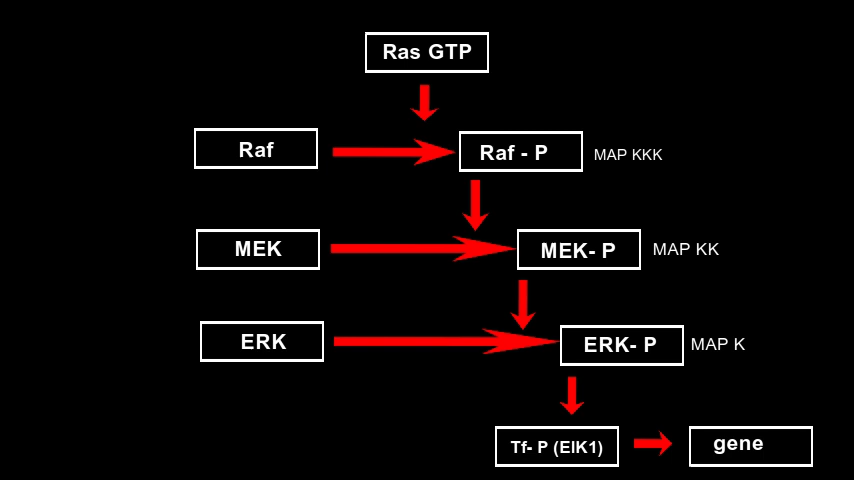 Ras GTP
Raf
Raf - P
MAP KKK
MEK
MEK- P
MAP KK
ERK
ERK- P
MAP K
Tf- P (ElK1)
gene